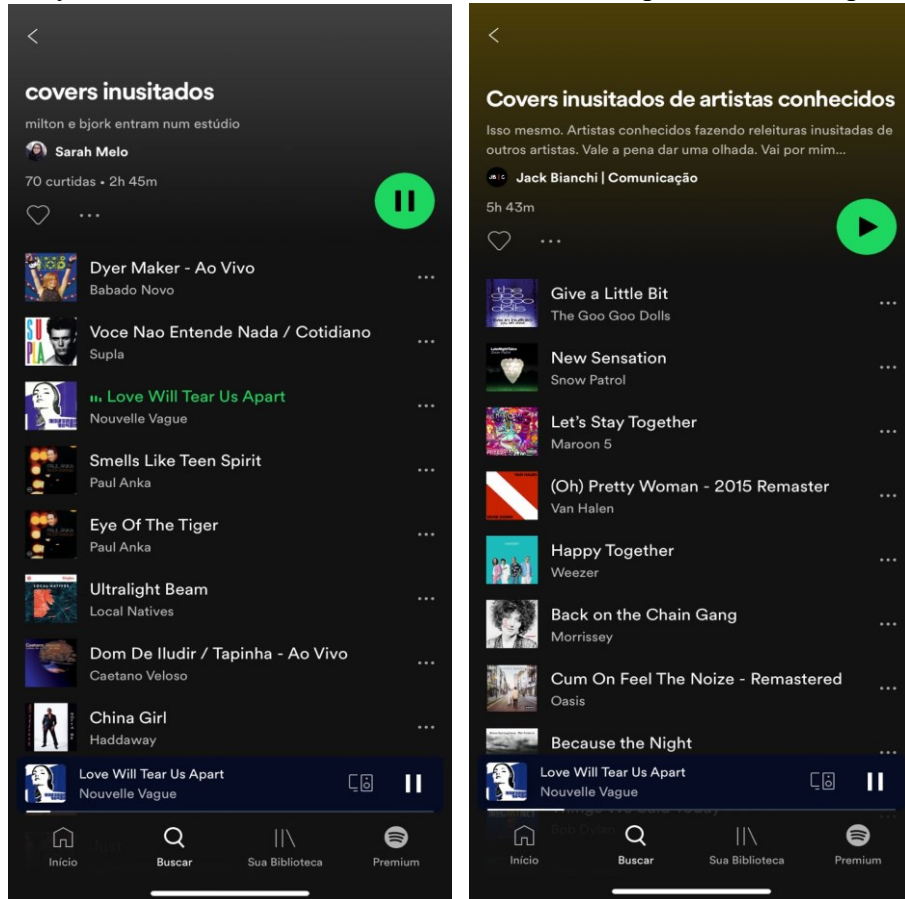 covers inusitados
milton e bjork entram num estúdio
Sarah Melo
70 curtidas • 2h 45m
Dyer Maker - Ao Vivo
Babado Novo
Voce Nao Entende Nada / Cotidiano
Supla
Love Will Tear Us Apart
Nouvelle Vague
Smells Like Teen Spirit
Paul Anka
Eye Of The Tiger
Paul Anka
Ultralight Beam
Local Natives
Dom De Iludir / Tapinha - Ao Vivo
Caetano Veloso
China Girl
Haddaway
Love Will Tear Us Apart
Nouvelle Vague
Início
Buscar
Sua Biblioteca
Premium
Covers inusitados de artistas conhecidos
Isso mesmo. Artistas conhecidos fazendo releituras inusitadas de
outros artistas. Vale a pena dar uma olhada. Vai por mim...
Jack Bianchi | Comunicação
5h 43m
Give a Little Bit
The Goo Goo Dolls
New Sensation
Snow Patrol
Let's Stay Together
Maroon 5
(Oh) Pretty Woman - 2015 Remaster
Van Halen
Happy Together
Weezer
Back on the Chain Gang
Morrissey
Cum On Feel The Noize - Remastered
Oasis
Because the Night
Love Will Tear Us Apart
Nouvelle Vague
Bob Dylan
Início
Buscar
Sua Biblioteca
Premium